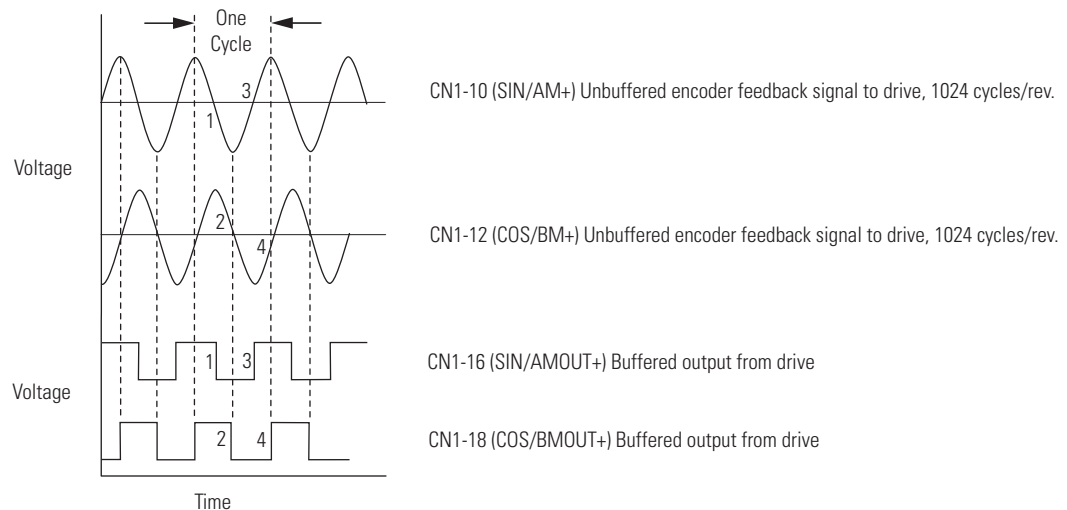 One
Cycle
3
1
CN1-10 (SIN/AM+) Unbuffered encoder feedback signal to drive, 1024 cycles/rev.
Voltage
2
4
CN1-12 (COS/BM+) Unbuffered encoder feedback signal to drive, 1024 cycles/rev.
1
3
CN1-16 (SIN/AMOUT+) Buffered output from drive
Voltage
2
4
CN1-18 (COS/BMOUT+) Buffered output from drive
Time